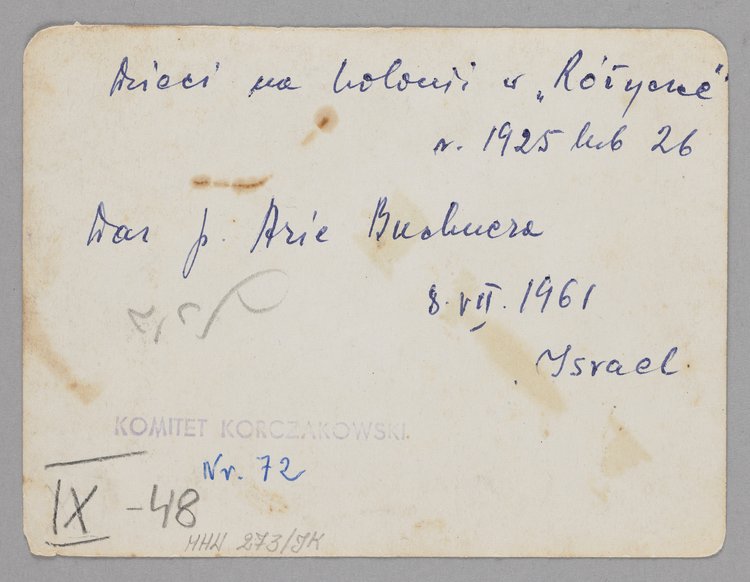 Dzieci na kolonii w „Różyczce"
r. 1925 lub 26
Dar p. Arie Buchnera
8.VII.1961
Israel
KOMITET KORCZAKOWSKI
Nr. 72
IX - 48
MHW 273/JK